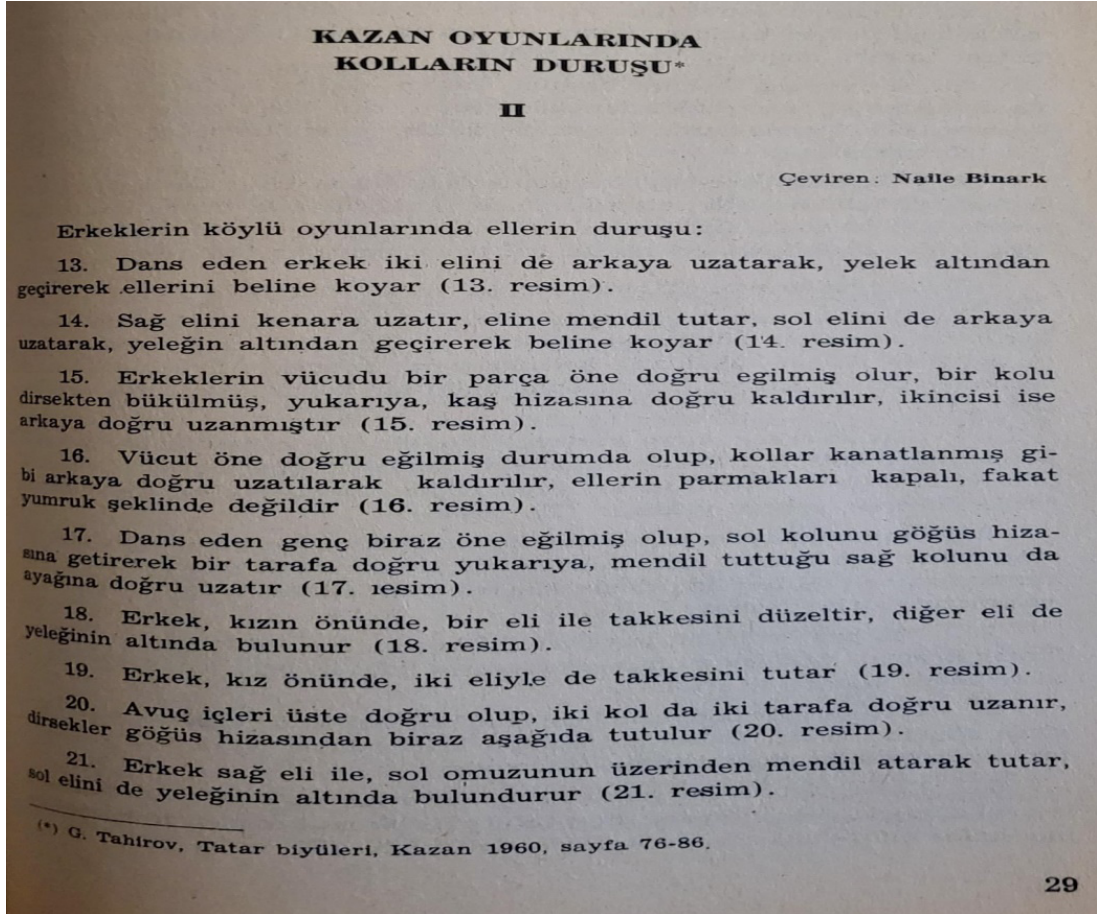 KAZAN OYUNLARINDA
KOLLARIN DURUŞU*
II
Çeviren. Naile Binark
Erkeklerin köylü oyunlarında ellerin duruşu:
13. Dans eden erkek iki elini de arkaya uzatarak, yelek altından
geçirerek ellerini beline koyar (13. resim).
14. Sağ elini kenara uzatır, eline mendil tutar, sol elini de arkaya
uzatarak, yeleğin altından geçirerek beline koyar (14. resim).
15. Erkeklerin vücudu bir parça öne doğru egilmiş olur, bir kolu
dirsekten bükülmüş, yukarıya, kaş hizasına doğru kaldırılır, ikincisi ise
arkaya doğru uzanmıştır (15. resim).
16. Vücut öne doğru eğilmiş durumda olup, kollar kanatlanmış gi-
bi arkaya doğru uzatılarak kaldırılır, ellerin parmakları kapalı, fakat
yumruk şeklinde değildir (16. resim).
17. Dans eden genç biraz öne eğilmiş olup, sol kolunu göğüs hiza-
sına getirerek bir tarafa doğru yukarıya, mendil tuttuğu sağ kolunu da
ayağına doğru uzatır (17. ıesim).
18. Erkek, kızın önünde, bir eli ile takkesini düzeltir, diğer eli de
yeleğinin altında bulunur (18. resim).
19. Erkek, kız önünde, iki eliyle de takkesini tutar (19. resim).
20. Avuç içleri üste doğru olup, iki kol da iki tarafa doğru uzanır,
dirsekler göğüs hizasından biraz aşağıda tutulur (20. resim).
21. Erkek sağ eli ile, sol omuzunun üzerinden mendil atarak tutar,
sol elini de yeleğinin altında bulundurur (21. resim).
(*) G. Tahirov, Tatar biyüleri, Kazan 1960, sayfa 76-86.
29